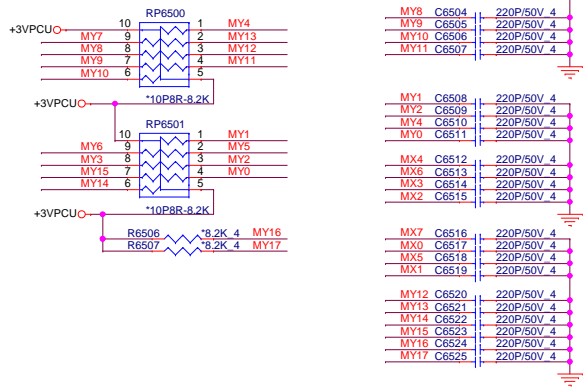 RP6500
+3VPCU 10 1 MY4
MY7 9 2 MY13
MY8 8 3 MY12
MY9 7 4 MY11
MY10 6 5
*10P8R-8.2K
+3VPCU
RP6501
10 1 MY1
MY6 9 2 MY5
MY3 8 3 MY2
MY15 7 4 MY0
MY14 6 5
*10P8R-8.2K
+3VPCU
R6506 *8.2K_4 MY16
R6507 *8.2K_4 MY17
MY8 C6504 220P/50V_4
MY9 C6505 220P/50V_4
MY10 C6506 220P/50V_4
MY11 C6507 220P/50V_4
MY1 C6508 220P/50V_4
MY2 C6509 220P/50V_4
MY4 C6510 220P/50V_4
MY0 C6511 220P/50V_4
MX4 C6512 220P/50V_4
MX6 C6513 220P/50V_4
MX3 C6514 220P/50V_4
MX2 C6515 220P/50V_4
MX7 C6516 220P/50V_4
MX0 C6517 220P/50V_4
MX5 C6518 220P/50V_4
MX1 C6519 220P/50V_4
MY12 C6520 220P/50V_4
MY13 C6521 220P/50V_4
MY14 C6522 220P/50V_4
MY15 C6523 220P/50V_4
MY16 C6524 220P/50V_4
MY17 C6525 220P/50V_4